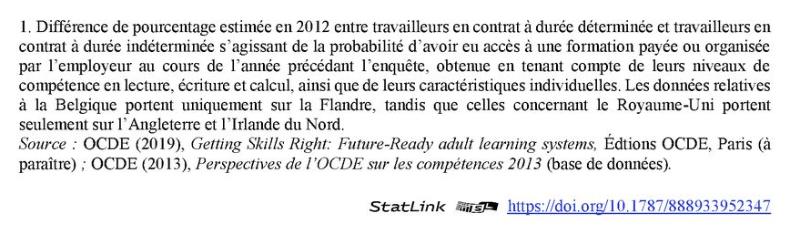 1. Différence de pourcentage estimée en 2012 entre travailleurs en contrat à durée déterminée et travailleurs en
contrat à durée indéterminée s'agissant de la probabilité d'avoir eu accès à une formation payée ou organisée
par l'employeur au cours de l'année précédant l'enquête, obtenue en tenant compte de leurs niveaux de
compétence en lecture, écriture et calcul, ainsi que de leurs caractéristiques individuelles. Les données relatives
à la Belgique portent uniquement sur la Flandre, tandis que celles concernant le Royaume-Uni portent
seulement sur l'Angleterre et l'Irlande du Nord.
Source : OCDE (2019), Getting Skills Right: Future-Ready adult learning systems, Édtions OCDE, Paris (à
paraître) ; OCDE (2013), Perspectives de l'OCDE sur les compétences 2013 (base de données).
StatLink https://doi.org/10.1787/888933952347